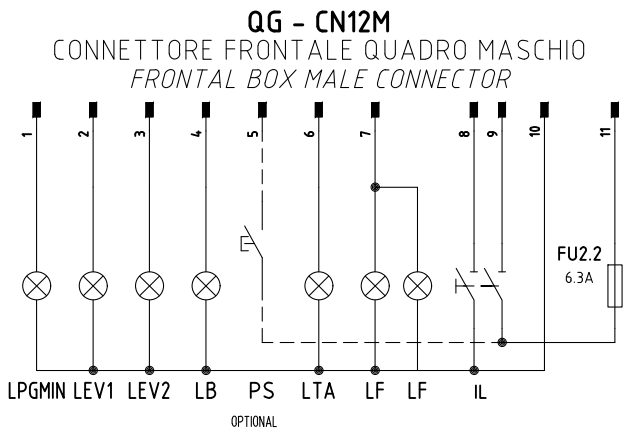 QG - CN12M
CONNETTORE FRONTALE QUADRO MASCHIO
FRONTAL BOX MALE CONNECTOR
1 2 3 4 5 6 7 8 9 10 11
FU2.2
6.3A
LPGMIN LEV1 LEV2 LB PS LTA LF LF IL
OPTIONAL